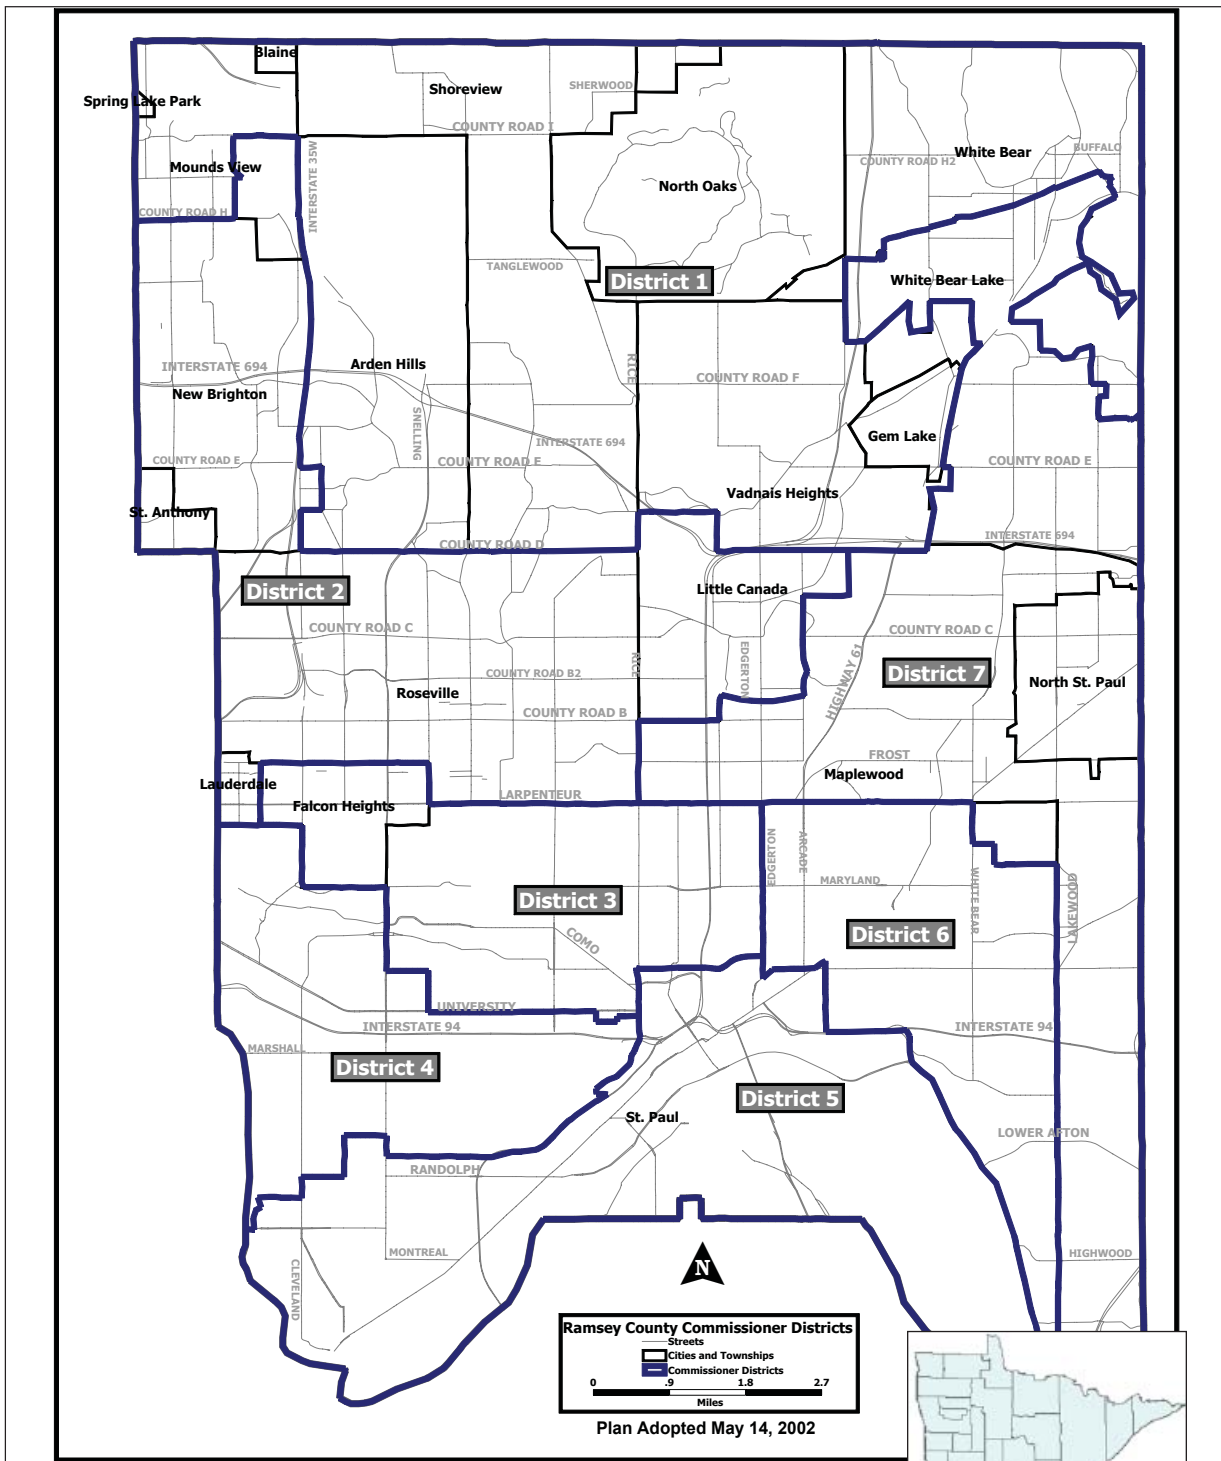 Blaine
Shoreview
SHERWOOD
Spring Lake Park
COUNTY ROAD I
Mounds View
INTERSTATE 35W
White Bear
BUFFALO
COUNTY ROAD H2
North Oaks
COUNTY ROAD H
TANGLEWOOD
District 1
White Bear Lake
INTERSTATE 694
Arden Hills
RICE
COUNTY ROAD F
New Brighton
SNELLING
INTERSTATE 694
Gem Lake
COUNTY ROAD E
COUNTY ROAD E
COUNTY ROAD E
Vadnais Heights
St. Anthony
COUNTY ROAD D
INTERSTATE 694
District 2
Little Canada
COUNTY ROAD C
COUNTY ROAD C
EDGERTON
HIGHWAY 61
RICE
COUNTY ROAD B2
District 7
North St. Paul
Roseville
COUNTY ROAD B
FROST
Maplewood
Lauderdale
Falcon Heights
LARPENTEUR
EDGERTON
ARCADE
MARYLAND
WHITE BEAR
LAKEWOOD
District 3
COMO
District 6
UNIVERSITY
INTERSTATE 94
INTERSTATE 94
MARSHALL
District 4
District 5
St. Paul
LOWER AFTON
RANDOLPH
MONTREAL
HIGHWOOD
CLEVELAND
N
Ramsey County Commissioner Districts
Streets
Cities and Townships
Commissioner Districts
0 .9 1.8 2.7
Miles
Plan Adopted May 14, 2002